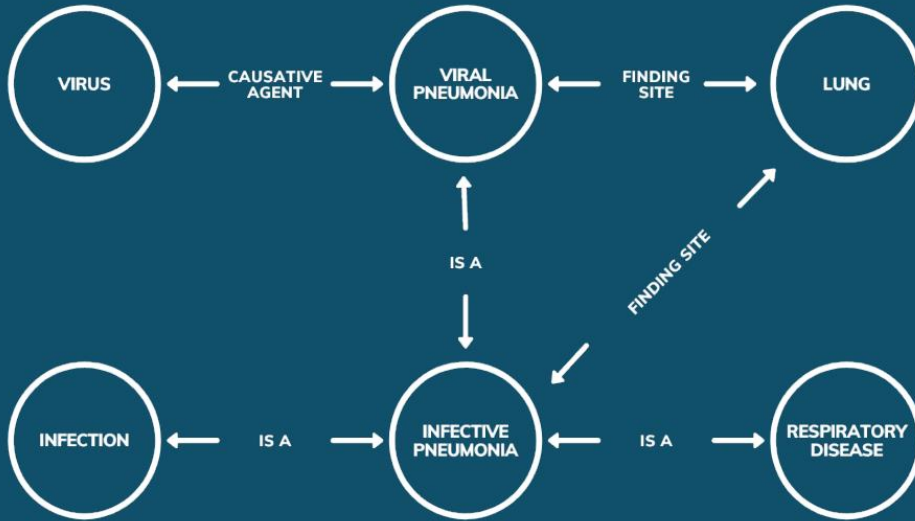 VIRUS
CAUSATIVE
AGENT
VIRAL
PNEUMONIA
FINDING
SITE
LUNG
IS A
FINDING SITE
INFECTION
IS A
INFECTIVE
PNEUMONIA
IS A
RESPIRATORY
DISEASE